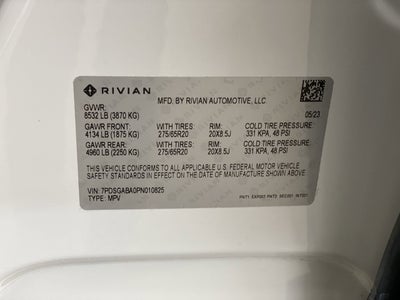 RIVIAN
MFD. BY RIVIAN AUTOMOTIVE, LLC.
GVWR:
8532 LB (3870 KG) 05/23
GAWR FRONT WITH TIRES: RIM: COLD TIRE PRESSURE:
4134 LB (1875 KG) 275/65R20 20X8.5J 331 KPA, 48 PSI
GAWR REAR: WITH TIRES: RIM: COLD TIRE PRESSURE:
4960 LB (2250 KG) 275/65R20 20X8.5J 331 KPA, 48 PSI
THIS VEHICLE CONFORMS TO ALL APPLICABLE U.S. FEDERAL MOTOR VEHICLE
SAFETY STANDARDS IN EFFECT ON THE DATE OF MANUFACTURE SHOWN ABOVE.
VIN: 7PDSGABA0PN010825
TYPE: MPV